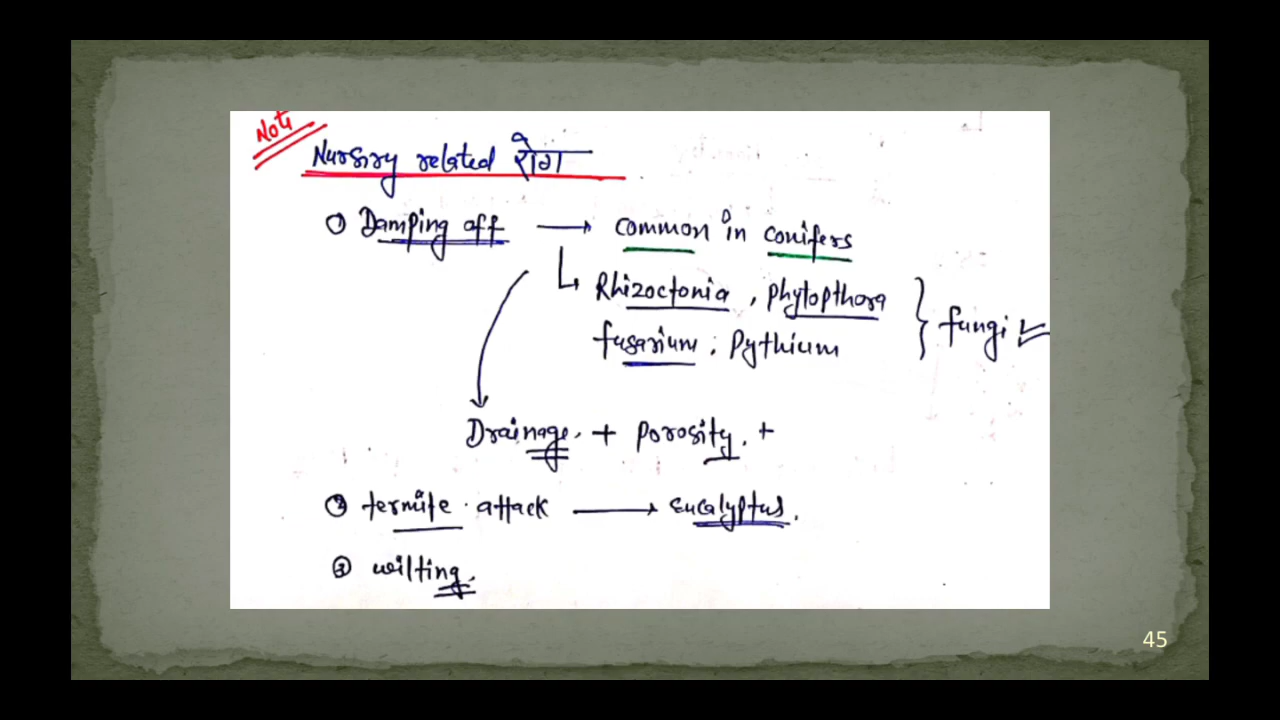 Note
Nursiry related रोग
① Damping off → common in conifers
↳ Rhizoctonia, phytopthora
fusarium; Pythium } fungi ✓
Drainage. + porosity. +
② termite attack → Eucalyptus.
③ wilting.
45